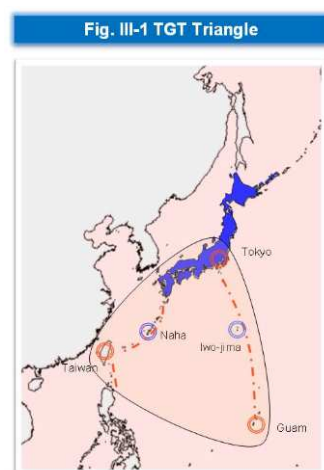 Fig. III-1 TGT Triangle
Tokyo
Naha
Iwo-jima
Taiwan
Guam